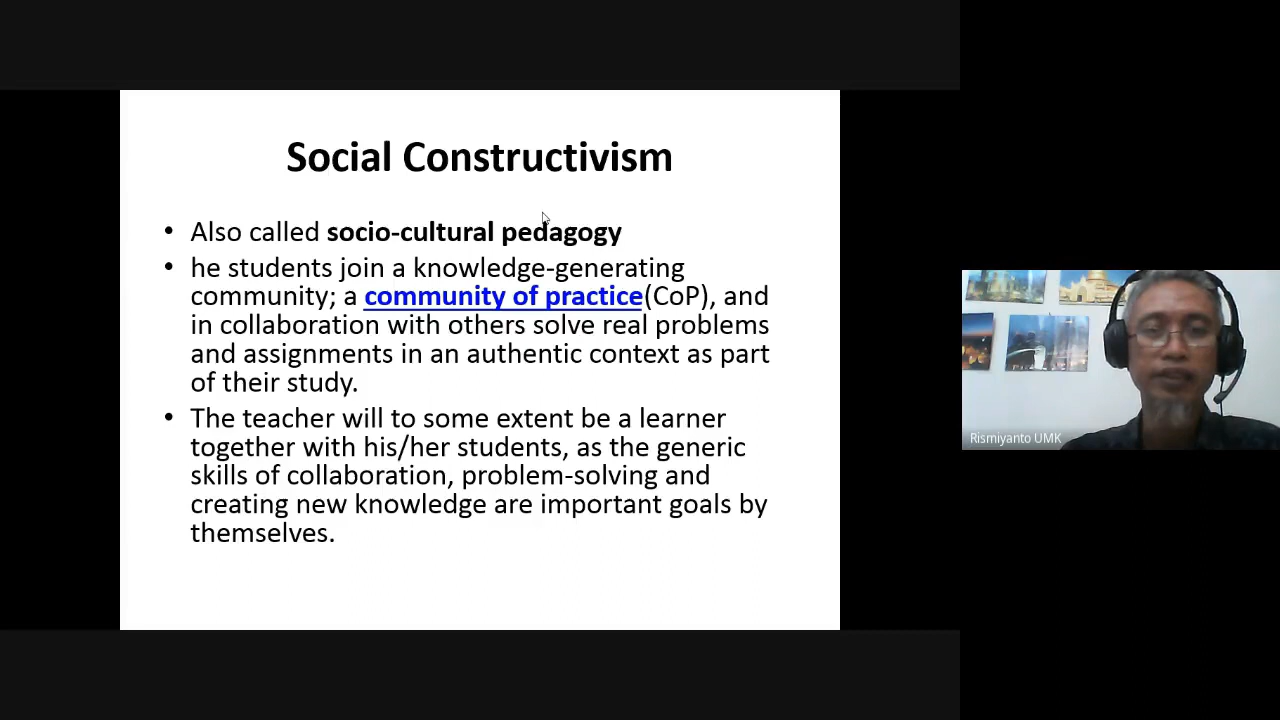 Social Constructivism
• Also called socio-cultural pedagogy
• he students join a knowledge-generating
community; a community of practice(CoP), and
in collaboration with others solve real problems
and assignments in an authentic context as part
of their study.
• The teacher will to some extent be a learner
together with his/her students, as the generic
skills of collaboration, problem-solving and
creating new knowledge are important goals by
themselves.
Rismiyanto UMK